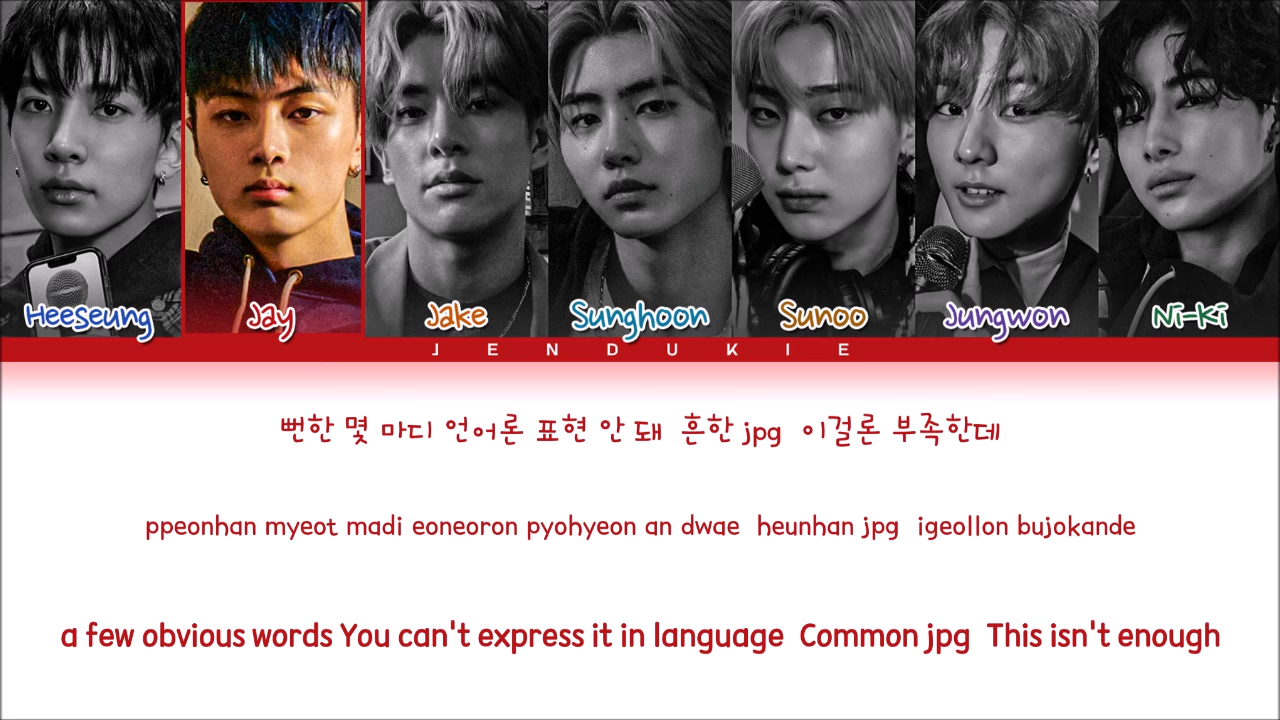 Heeseung Jay Jake Sunghoon Sunoo Jungwon Ni-Ki
JENDUKIE
뻔한 몇 마디 언어론 표현 안 돼 흔한 jpg 이걸론 부족한데
ppeonhan myeot madi eoneoron pyohyeon an dwae heunhan jpg igeollon bujokande
a few obvious words You can't express it in language Common jpg This isn't enough